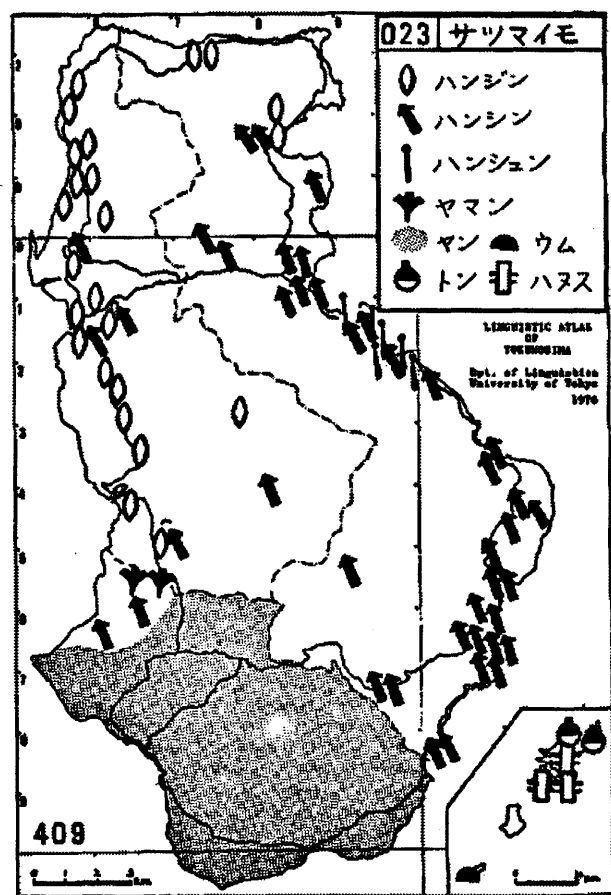 023 サツマイモ
ハンジン
ハンシン
ハンシュン
ヤマン
ヤン ウム
トン ハヌス
LINGUISTIC ATLAS
OF
TOKUNOSHIMA
Dpt. of Linguistics
University of Tokyo
1976
409